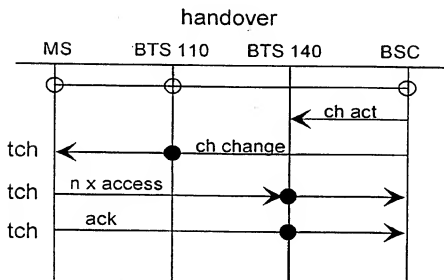 handover
MS BTS 110 BTS 140 BSC
ch act
tch ch change
tch n x access
tch ack